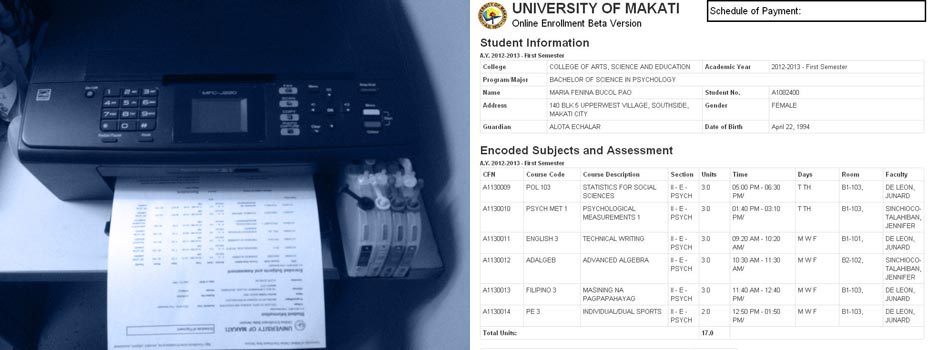 MFC-J220
UNIVERSITY OF MAKATI
Online Enrollment Beta Version
Schedule of Payment:
Student Information
A.Y. 2012-2013 - First Semester
College COLLEGE OF ARTS, SCIENCE AND EDUCATION Academic Year 2012-2013 - First Semester
Program/Major BACHELOR OF SCIENCE IN PSYCHOLOGY
Name MARIA FENINA BUCOL PAO Student No. A1082400
Address 140 BLK 5 UPPERWEST VILLAGE, SOUTHSIDE, Gender FEMALE
MAKATI CITY
Guardian ALOTA ECHALAR Date of Birth April 22, 1994
Encoded Subjects and Assessment
A.Y. 2012-2013 - First Semester
CFN Course Code Course Description Section Units Time Days Room Faculty
A1130009 POL 103 STATISTICS FOR SOCIAL II - E - 3.0 05:00 PM - 06:30 T TH B1-103, DE LEON,
SCIENCES PSYCH PM/ JUNARD
A1130010 PSYCH MET 1 PSYCHOLOGICAL II - E - 3.0 01:40 PM - 03:10 T TH B1-103, SINCHIOCO-
MEASUREMENTS 1 PSYCH PM/ TALAHIBAN,
JENNIFER
A1130011 ENGLISH 3 TECHNICAL WRITING II - E - 3.0 09:20 AM - 10:20 M W F B1-101, DE LEON,
PSYCH AM/ JUNARD
A1130012 ADALGEB ADVANCED ALGEBRA II - E - 3.0 10:30 AM - 11:30 M W F B2-102, SINCHIOCO-
PSYCH AM/ TALAHIBAN,
JENNIFER
A1130013 FILIPINO 3 MASINING NA II - E - 3.0 11:40 AM - 12:40 M W F B1-103, DE LEON,
PAGPAPAHAYAG PSYCH PM/ JUNARD
A1130014 PE 3 INDIVIDUAL/DUAL SPORTS II - E - 2.0 12:50 PM - 01:50 M W F B1-103, DE LEON,
PSYCH PM/ JUNARD
Total Units: 17.0